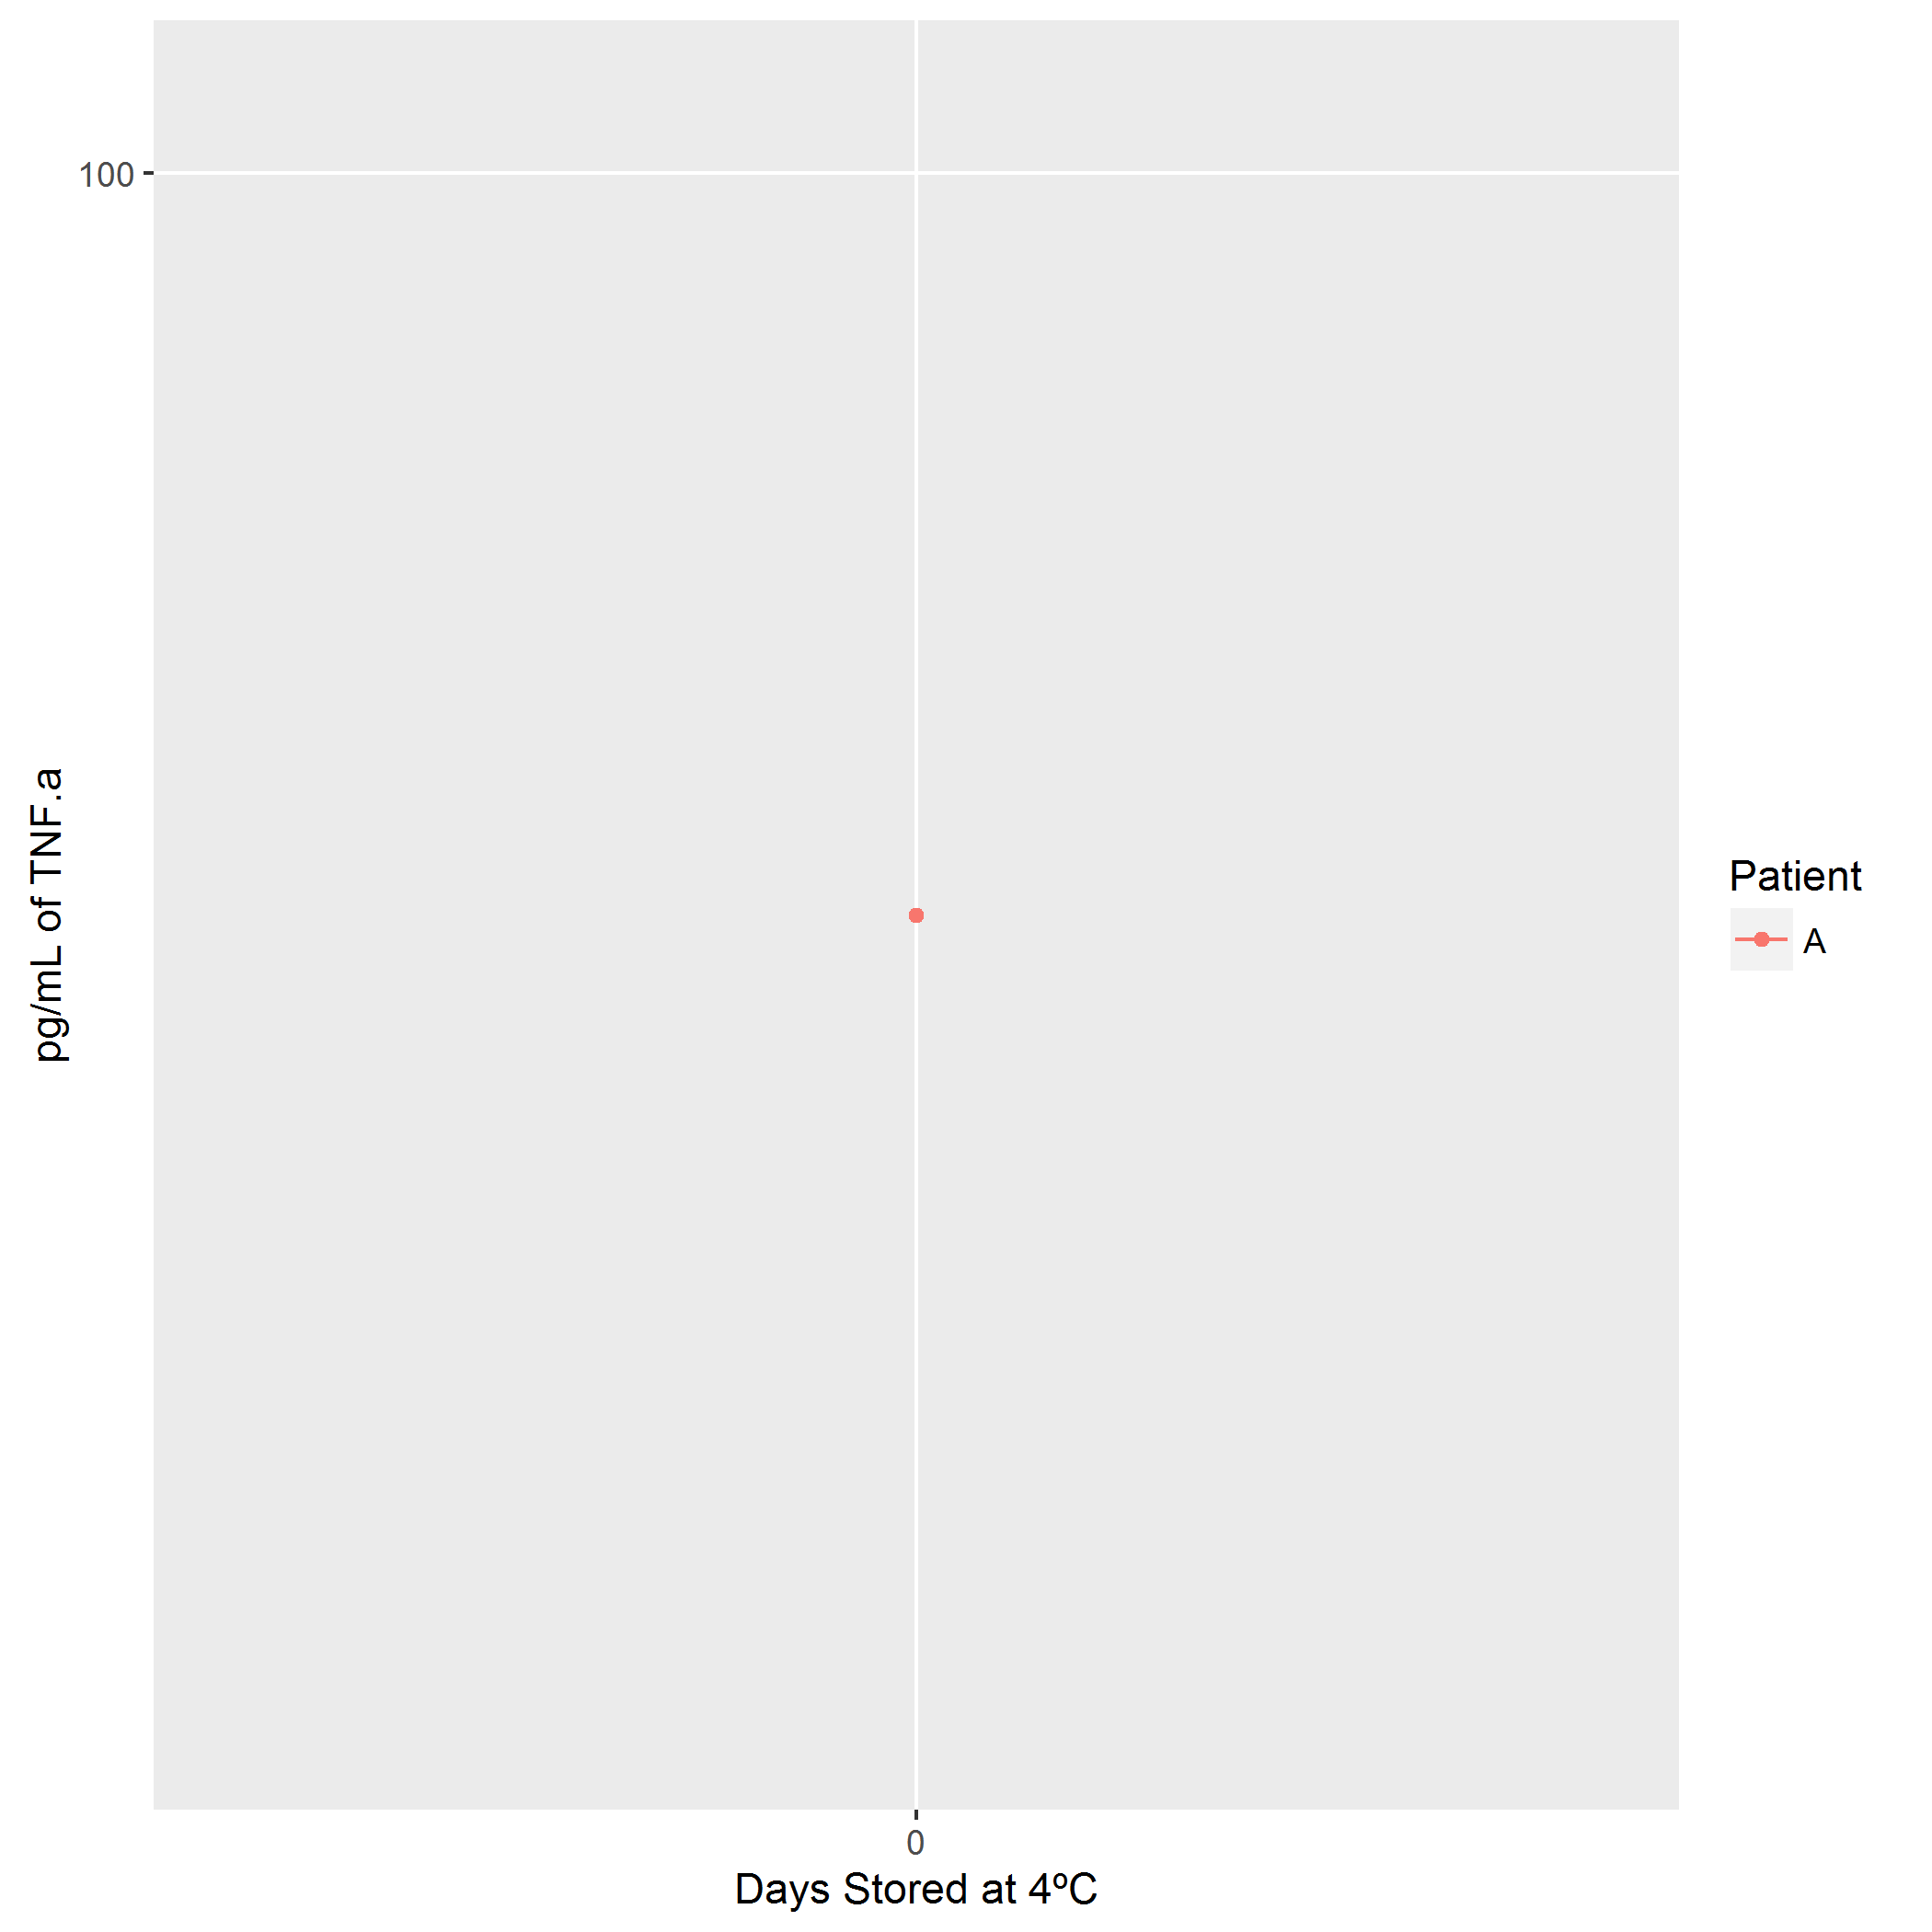 100
pg/mL of TNF.a
Patient
A
0
Days Stored at 4ºC